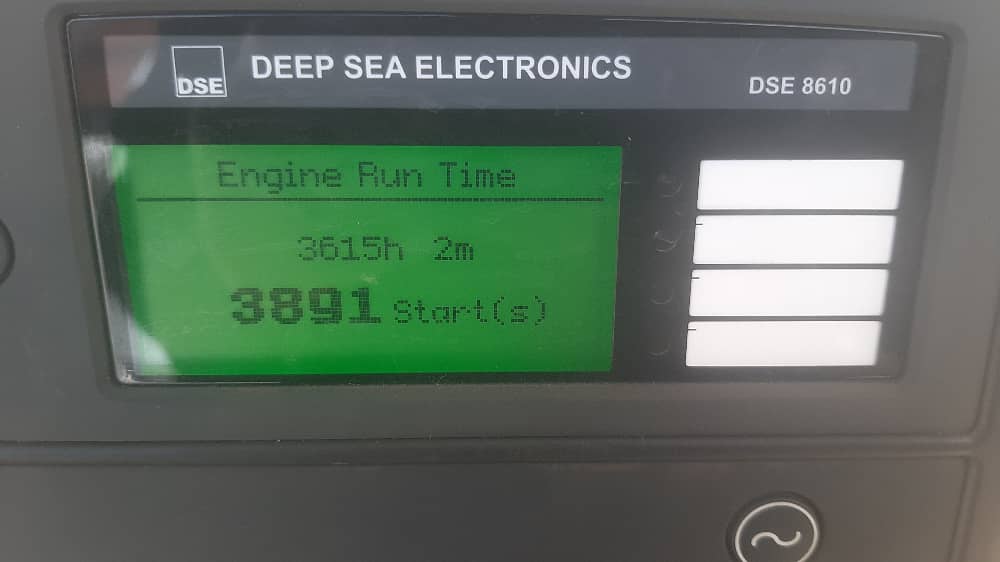 DSE DEEP SEA ELECTRONICS
DSE 8610
Engine Run Time
3615h 2m
3891 Start(s)